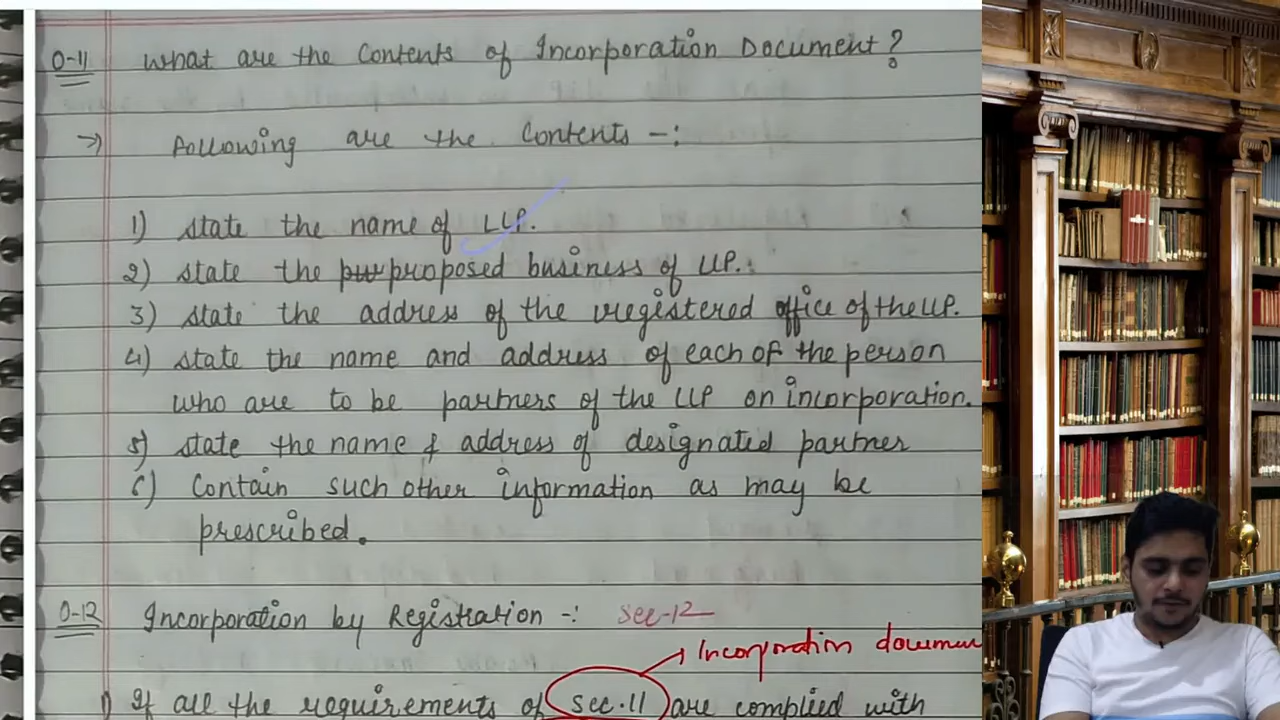 Q-11 What are the Contents of Incorporation Document?
→ Following are the Contents -:
1) state the name of LLP.
2) state the proposed business of LLP.
3) state the address of the registered office of the LLP.
4) state the name and address of each of the person
who are to be partners of the LLP on incorporation.
5) state the name & address of designated partner
6) Contain such other information as may be
prescribed.
Q-12 Incorporation by Registration -: Sec-12
→ Incorporation documen
1) If all the requirements of sec.11 are complied with